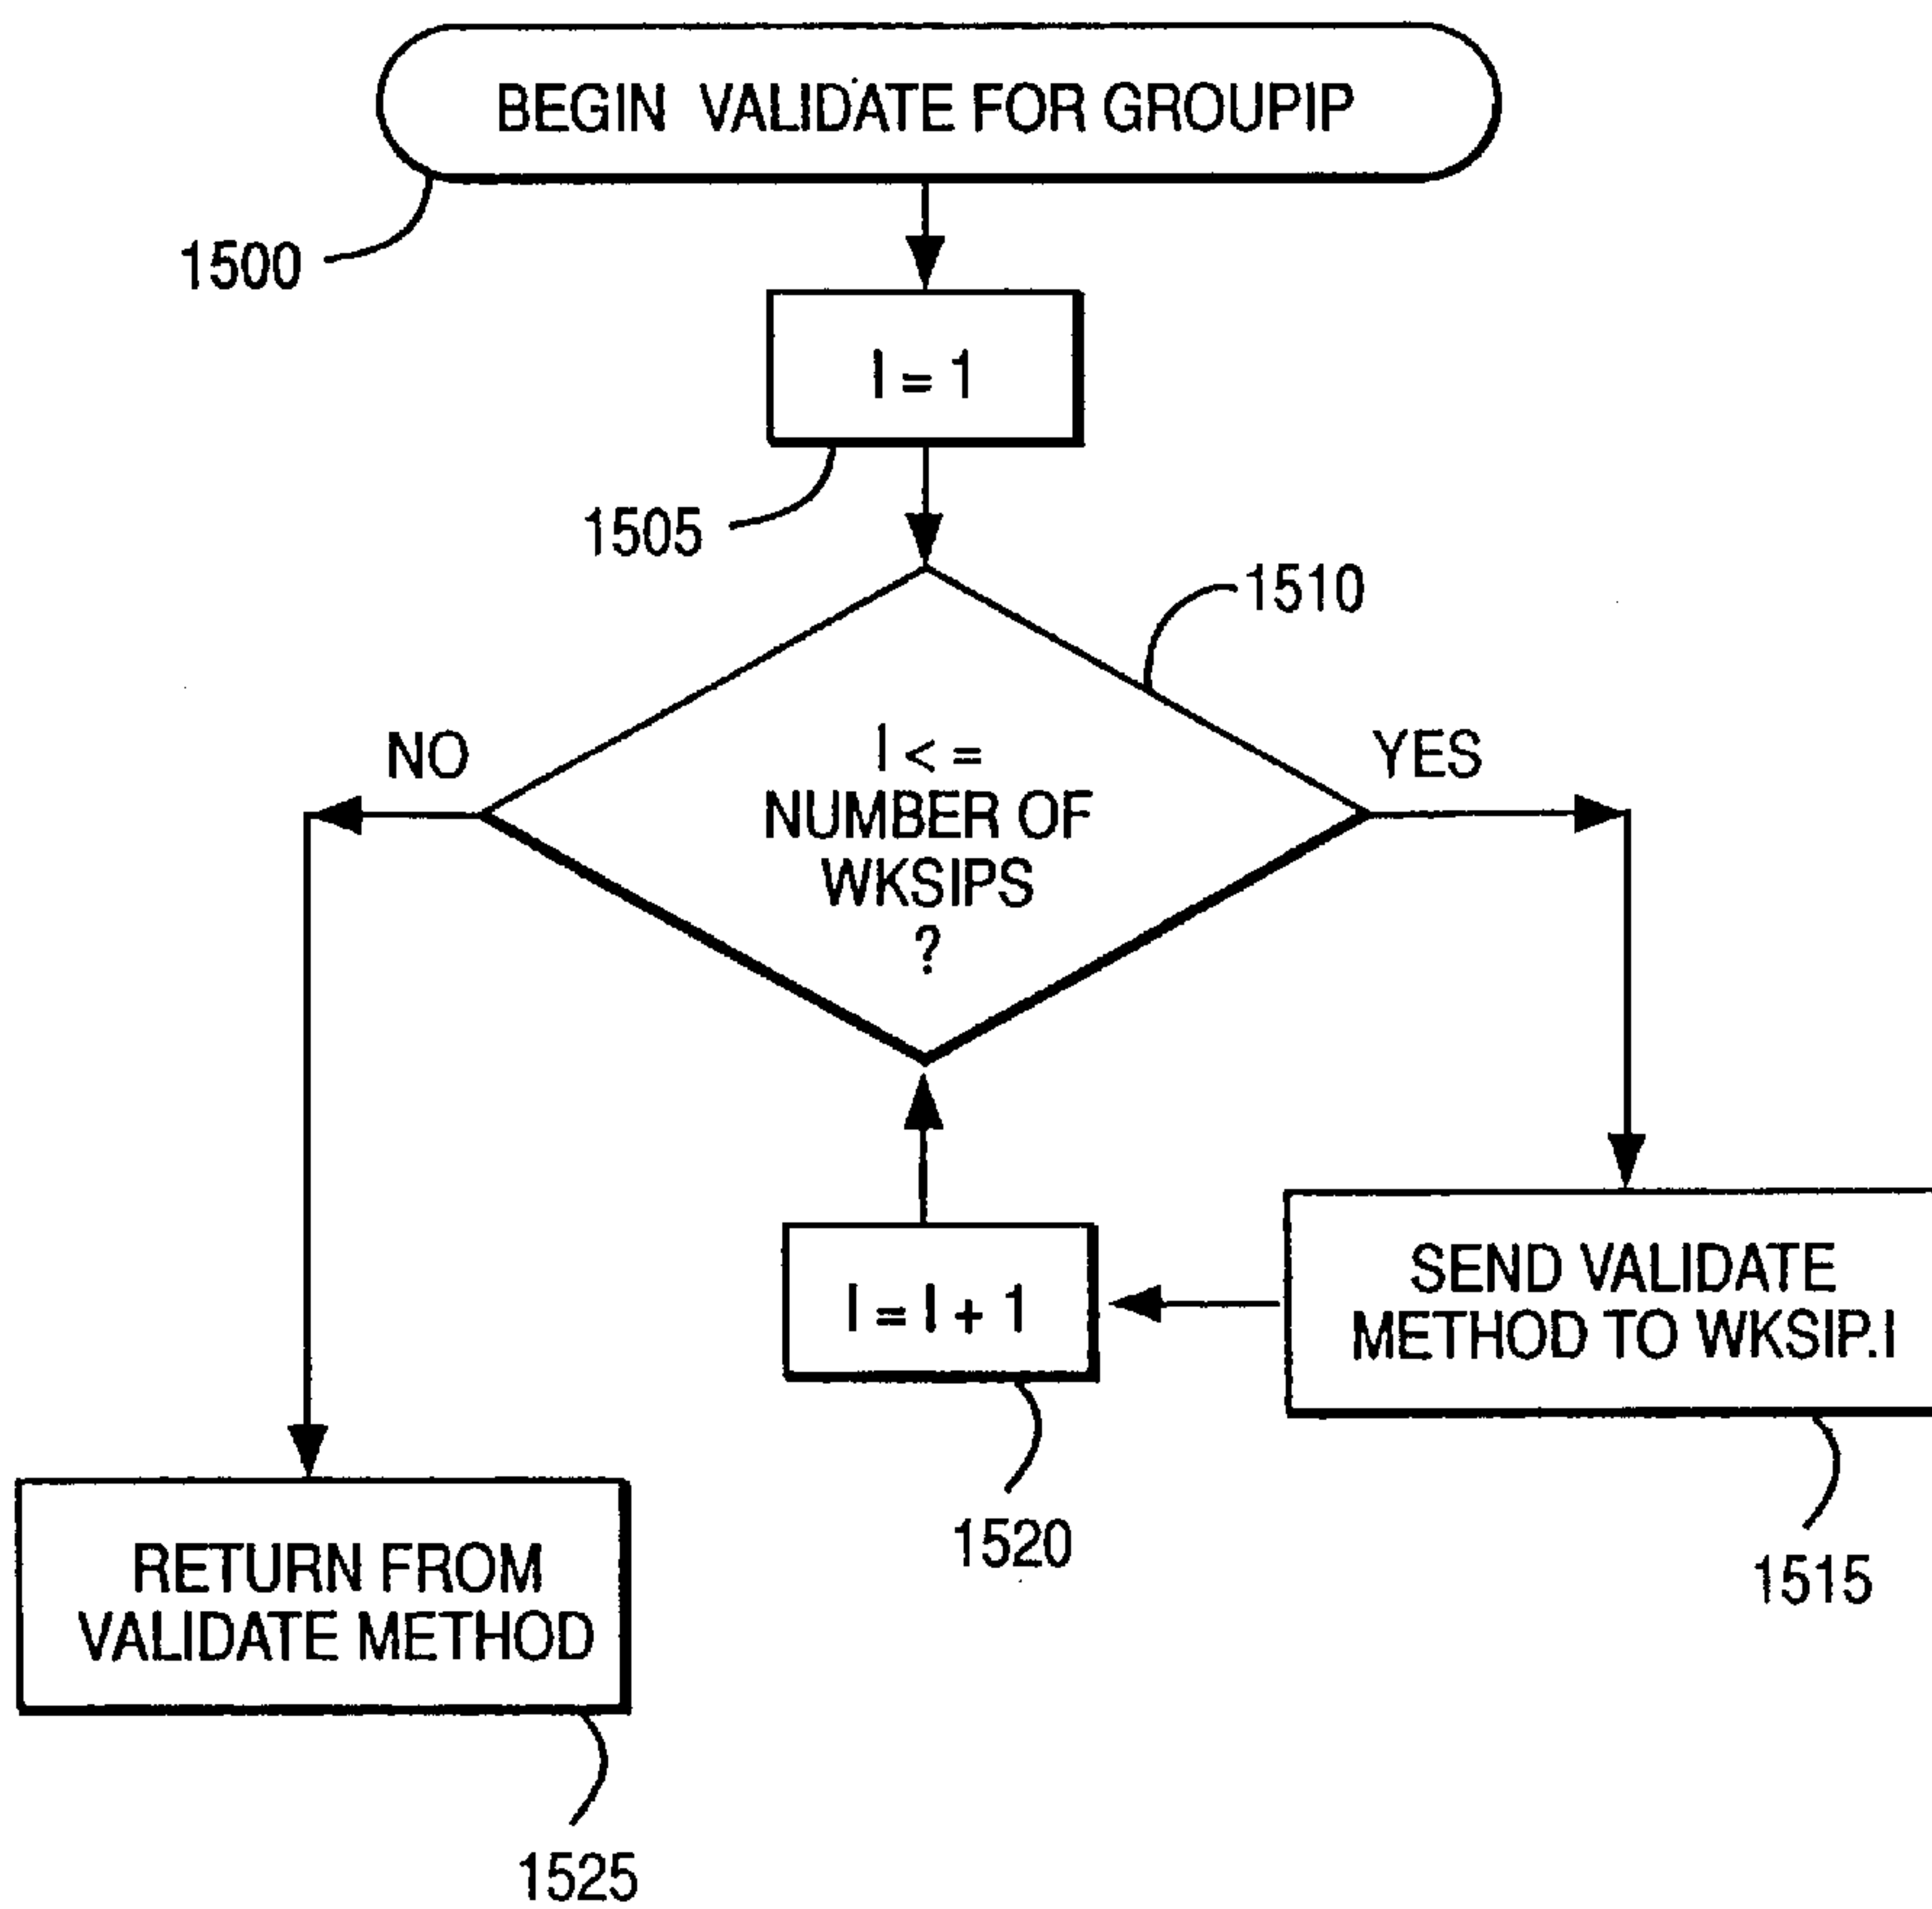 BEGIN VALIDATE FOR GROUPIP
1500
I = 1
1505
1510
I < =
NUMBER OF
WKSIPS
?
NO
YES
SEND VALIDATE
METHOD TO WKSIP.I
1515
I = I + 1
1520
RETURN FROM
VALIDATE METHOD
1525